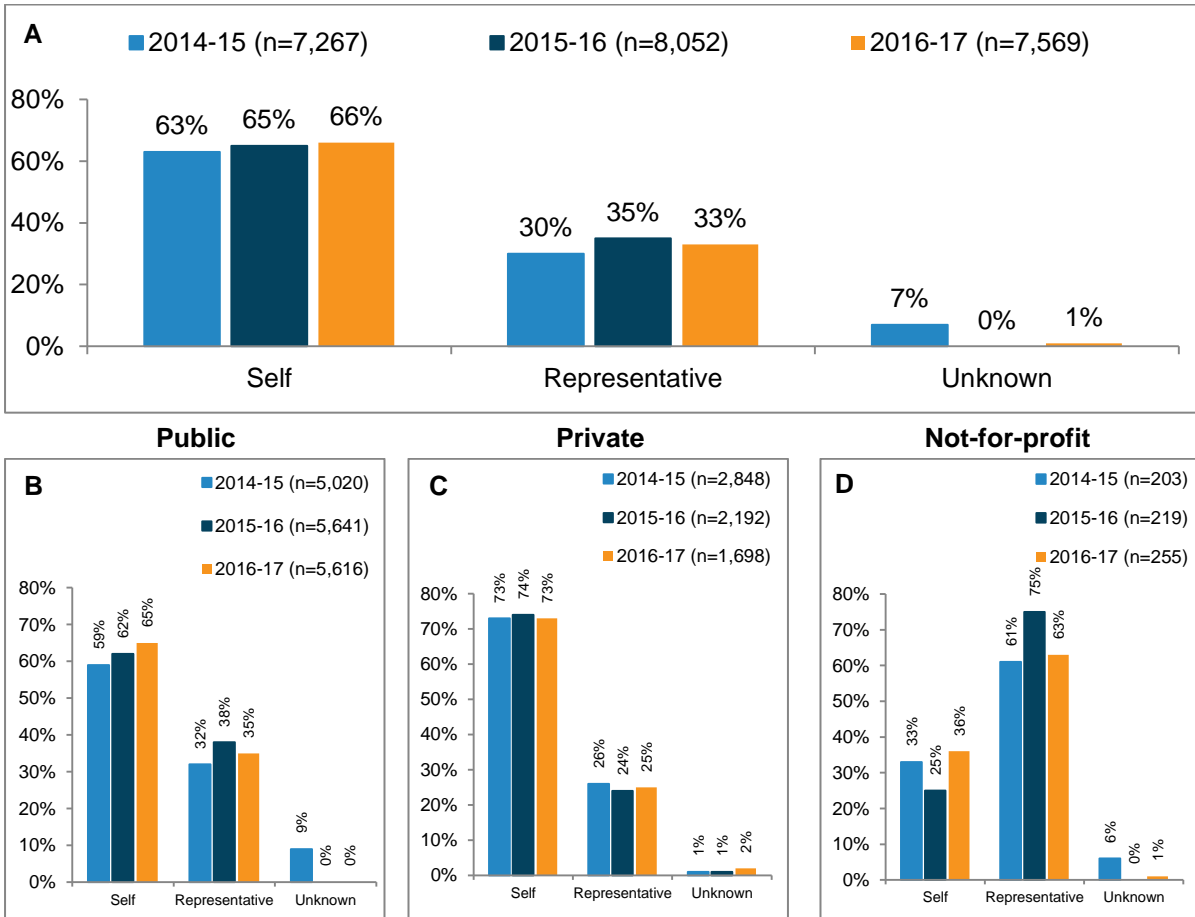 A
2014-15 (n=7,267) 2015-16 (n=8,052) 2016-17 (n=7,569)
80%
63% 65% 66%
60%
40%
30% 35% 33%
20%
7% 0% 1%
0%
Self Representative Unknown
Public
B
2014-15 (n=5,020)
2015-16 (n=5,641)
2016-17 (n=5,616)
80%
70%
60%
50%
40%
30%
20%
10%
0%
59% 62% 65%
32% 38% 35%
9% 0% 0%
Self Representative Unknown
Private
C
2014-15 (n=2,848)
2015-16 (n=2,192)
2016-17 (n=1,698)
80%
70%
60%
50%
40%
30%
20%
10%
0%
73% 74% 73%
26% 24% 25%
1% 1% 2%
Self Representative Unknown
Not-for-profit
D
2014-15 (n=203)
2015-16 (n=219)
2016-17 (n=255)
80%
70%
60%
50%
40%
30%
20%
10%
0%
33% 25% 36%
61% 75% 63%
6% 0% 1%
Self Representative Unknown